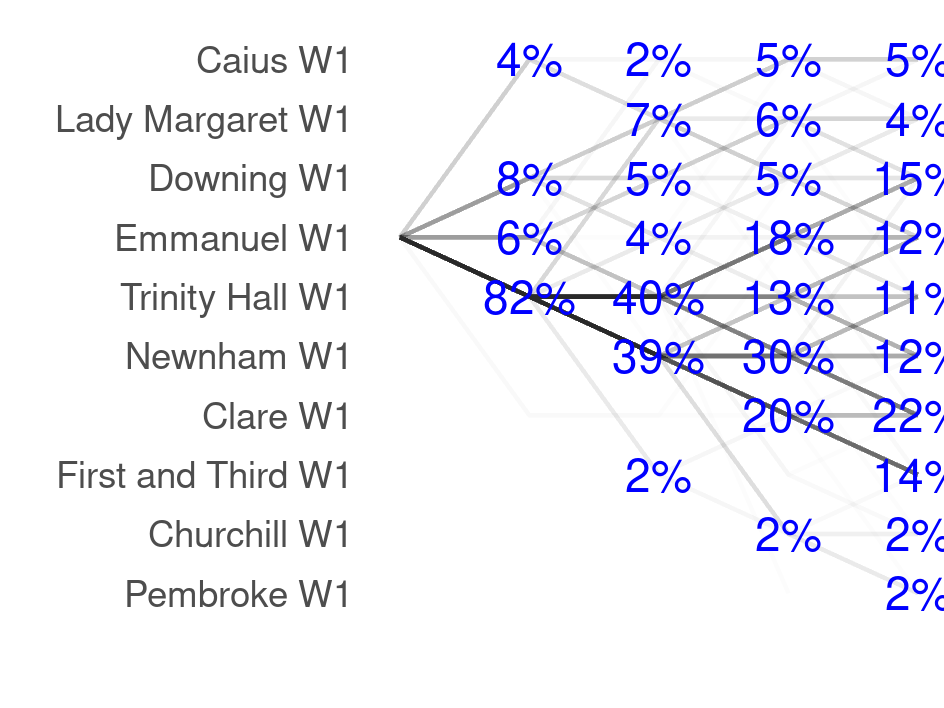 Caius W1 4% 2% 5% 5%
Lady Margaret W1 7% 6% 4%
Downing W1 8% 5% 5% 15%
Emmanuel W1 6% 4% 18% 12%
Trinity Hall W1 82% 40% 13% 11%
Newnham W1 39% 30% 12%
Clare W1 20% 22%
First and Third W1 2% 14%
Churchill W1 2% 2%
Pembroke W1 2%